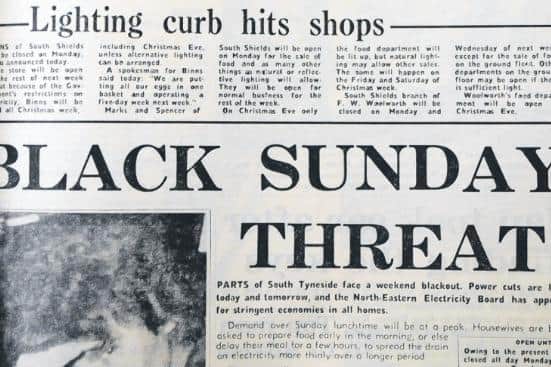 Lighting curb hits shops
of South Shields
be closed on Monday,
announced today.
store will be open
rest of next week
because of the Gov-
on
Binns will be
all Christmas week,
including Christmas Eve,
unless alternative lighting
can be arranged.
A spokesman for Binns
said today: "We are put-
ting all our eggs in one
basket and operating a
five-day week next week."
Marks and Spencer of
South Shields will be open
on Monday for the sale of
food and as many other
things as natural or reflec-
tive lighting will allow.
They will be open for
normal business for the
rest of the week.
On Christmas Eve only
the food department will
be lit up, but natural light-
ing may allow other sales.
The same will happen on
the Friday and Saturday of
Christmas week.
South Shields branch of
F. W. Woolworth will be
closed on Monday and
Wednesday of next
except for the sale of
on the ground floor. Other
departments on the
floor may be open if
is sufficient light.
Woolworth's food
ment will be open
Christmas Eve.
BLACK SUNDAY
THREAT
PARTS of South Tyneside face a weekend blackout. Power cuts are
today and tomorrow, and the North-Eastern Electricity Board has
for stringent economies in all homes.
Demand over Sunday lunchtime will be at a peak. Housewives are
asked to prepare food early in the morning, or else
delay their meal for a few hours, to spread the drain
on electricity more thinly over a longer period
OPEN
Owing to the present
closed all day Monday